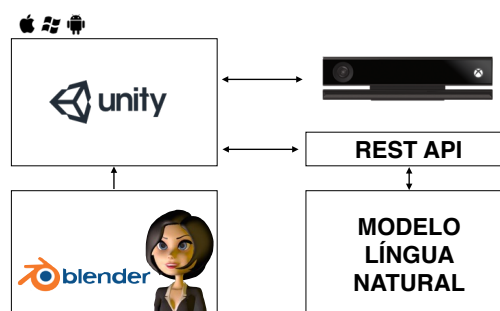 unity
REST API
blender
MODELO
LÍNGUA
NATURAL